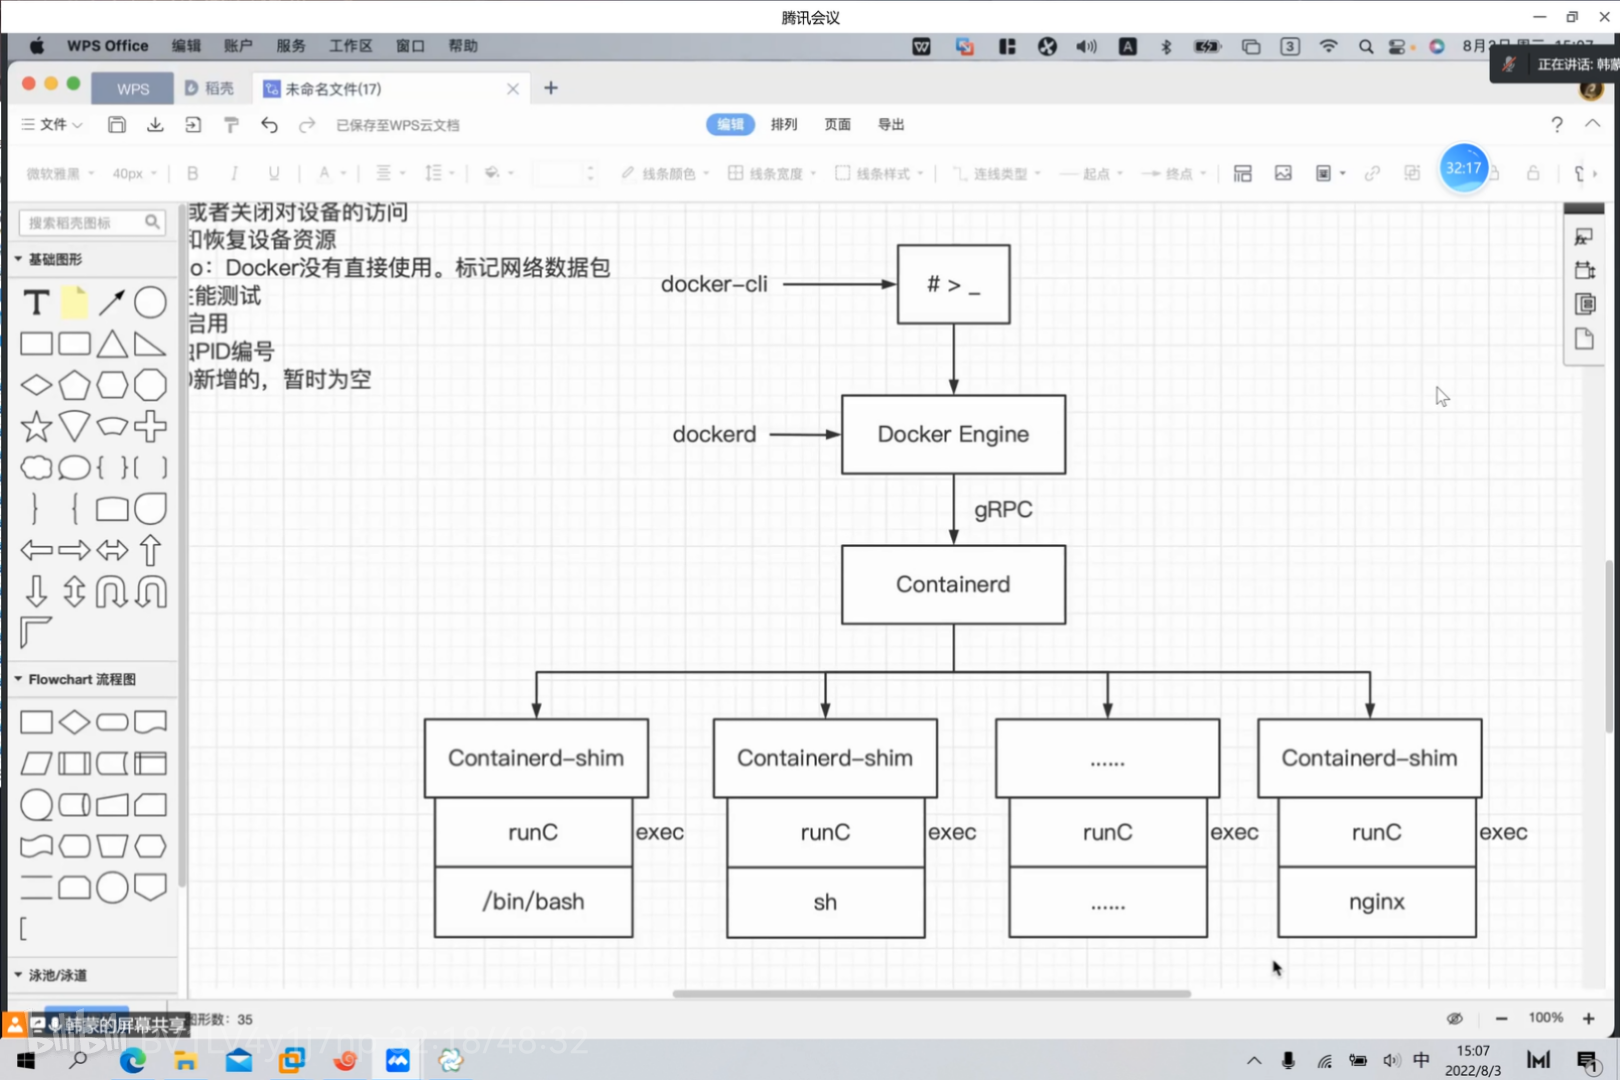 腾讯会议
WPS Office 编辑 账户 服务 工作区 窗口 帮助
3
正在讲话: 韩蒙
WPS 稻壳 未命名文件(17)
文件 已保存至WPS云文档 编辑 排列 页面 导出
微软雅黑 40px B I U A 线条颜色 线条宽度 线条样式 连线类型 起点 终点 32:17
搜索稻壳图标
基础图形
或者关闭对设备的访问
和恢复设备资源
o：Docker没有直接使用。标记网络数据包
性能测试
启用
PID编号
新增的，暂时为空
docker-cli
# > _
dockerd
Docker Engine
gRPC
Containerd
Containerd-shim Containerd-shim ...... Containerd-shim
runC exec runC exec runC exec runC exec
/bin/bash sh ...... nginx
Flowchart 流程图
泳池/泳道
韩蒙的屏幕共享
图形数: 35
100%
32:18/48:32
中
15:07
2022/8/3
1